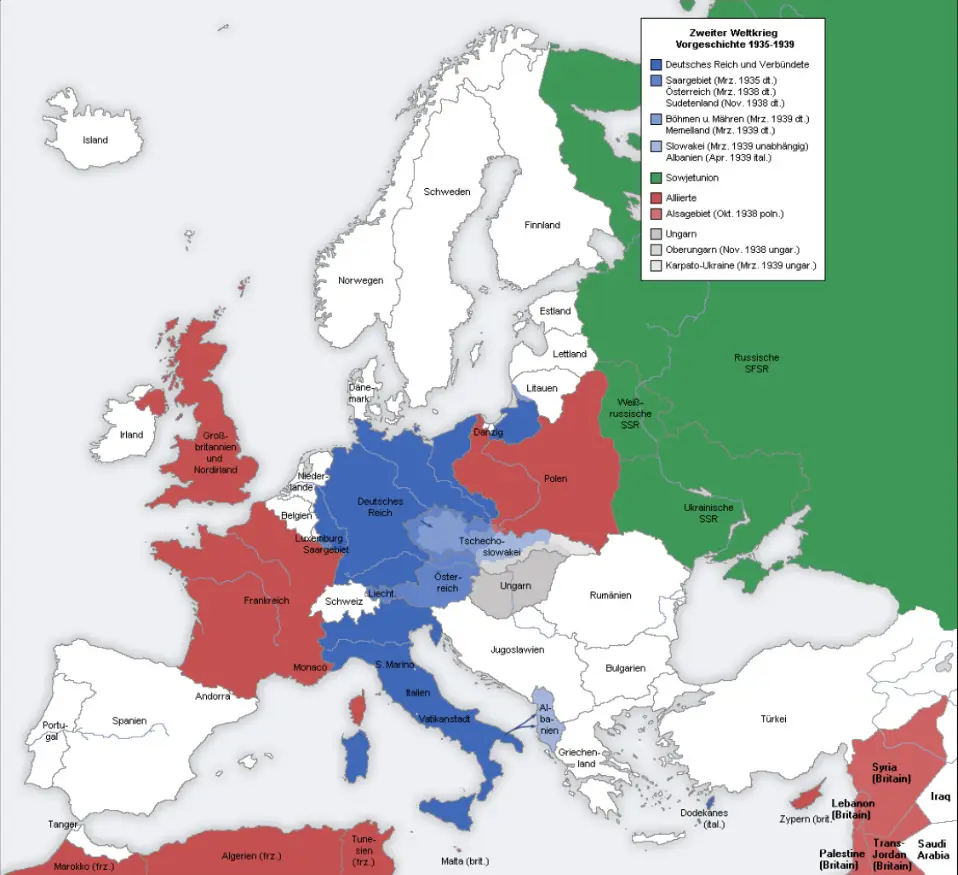 Zweiter Weltkrieg
Vorgeschichte 1935-1939
Deutsches Reich und Verbündete
Saargebiet (Mrz. 1935 dt.)
Österreich (Mrz. 1938 dt.)
Sudetenland (Nov. 1938 dt.)
Böhmen u. Mähren (Mrz. 1939 dt.)
Memelland (Mrz. 1939 dt.)
Slowakei (Mrz. 1939 unabhängig)
Albanien (Apr. 1939 ital.)
Sowjetunion
Alliierte
Alsagebiet (Okt. 1938 poln.)
Ungarn
Oberungarn (Nov. 1938 ungar.)
Karpato-Ukraine (Mrz. 1939 ungar.)
Island
Schweden
Finnland
Norwegen
Estland
Lettland
Russische
SFSR
Däne-
mark
Litauen
Weiß-
russische
SSR
Irland
Groß-
britannien
und
Nordirland
Danzig
Nieder-
lande
Polen
Deutsches
Reich
Belgien
Ukrainische
SSR
Luxemburg
Saargebiet
Tschecho-
slowakei
Öster-
reich
Liecht.
Ungarn
Schweiz
Frankreich
Rumänien
Jugoslawien
Monaco
S. Marino
Bulgarien
Andorra
Italien
Portu-
gal
Spanien
Vatikanstadt
Al-
ba-
nien
Türkei
Griechen-
land
Syria
(Britain)
Iraq
Lebanon
(Britain)
Dodekanes
(ital.)
Zypern (brit.
Tanger
Marokko (frz.)
Algerien (frz.)
Tune-
sien
(frz.)
Malta (brit.)
Palestine
(Britain)
Trans-
Jordan
(Britain)
Saudi
Arabia